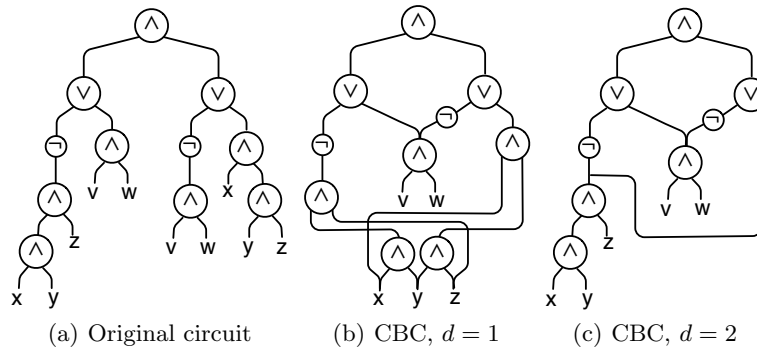 ∧ ∧ ∧
∨ ∨ ∨ ∨ ∨ ∨
¬ ∧ ¬ ∧ ¬ ¬ ∧ ∧ ¬ ¬ ∧
v w x v w v w
∧ ∧ ∧ ∧ ∧
z v w y z z
∧ ∧ ∧ ∧
x y x y z x y
(a) Original circuit (b) CBC, d = 1 (c) CBC, d = 2